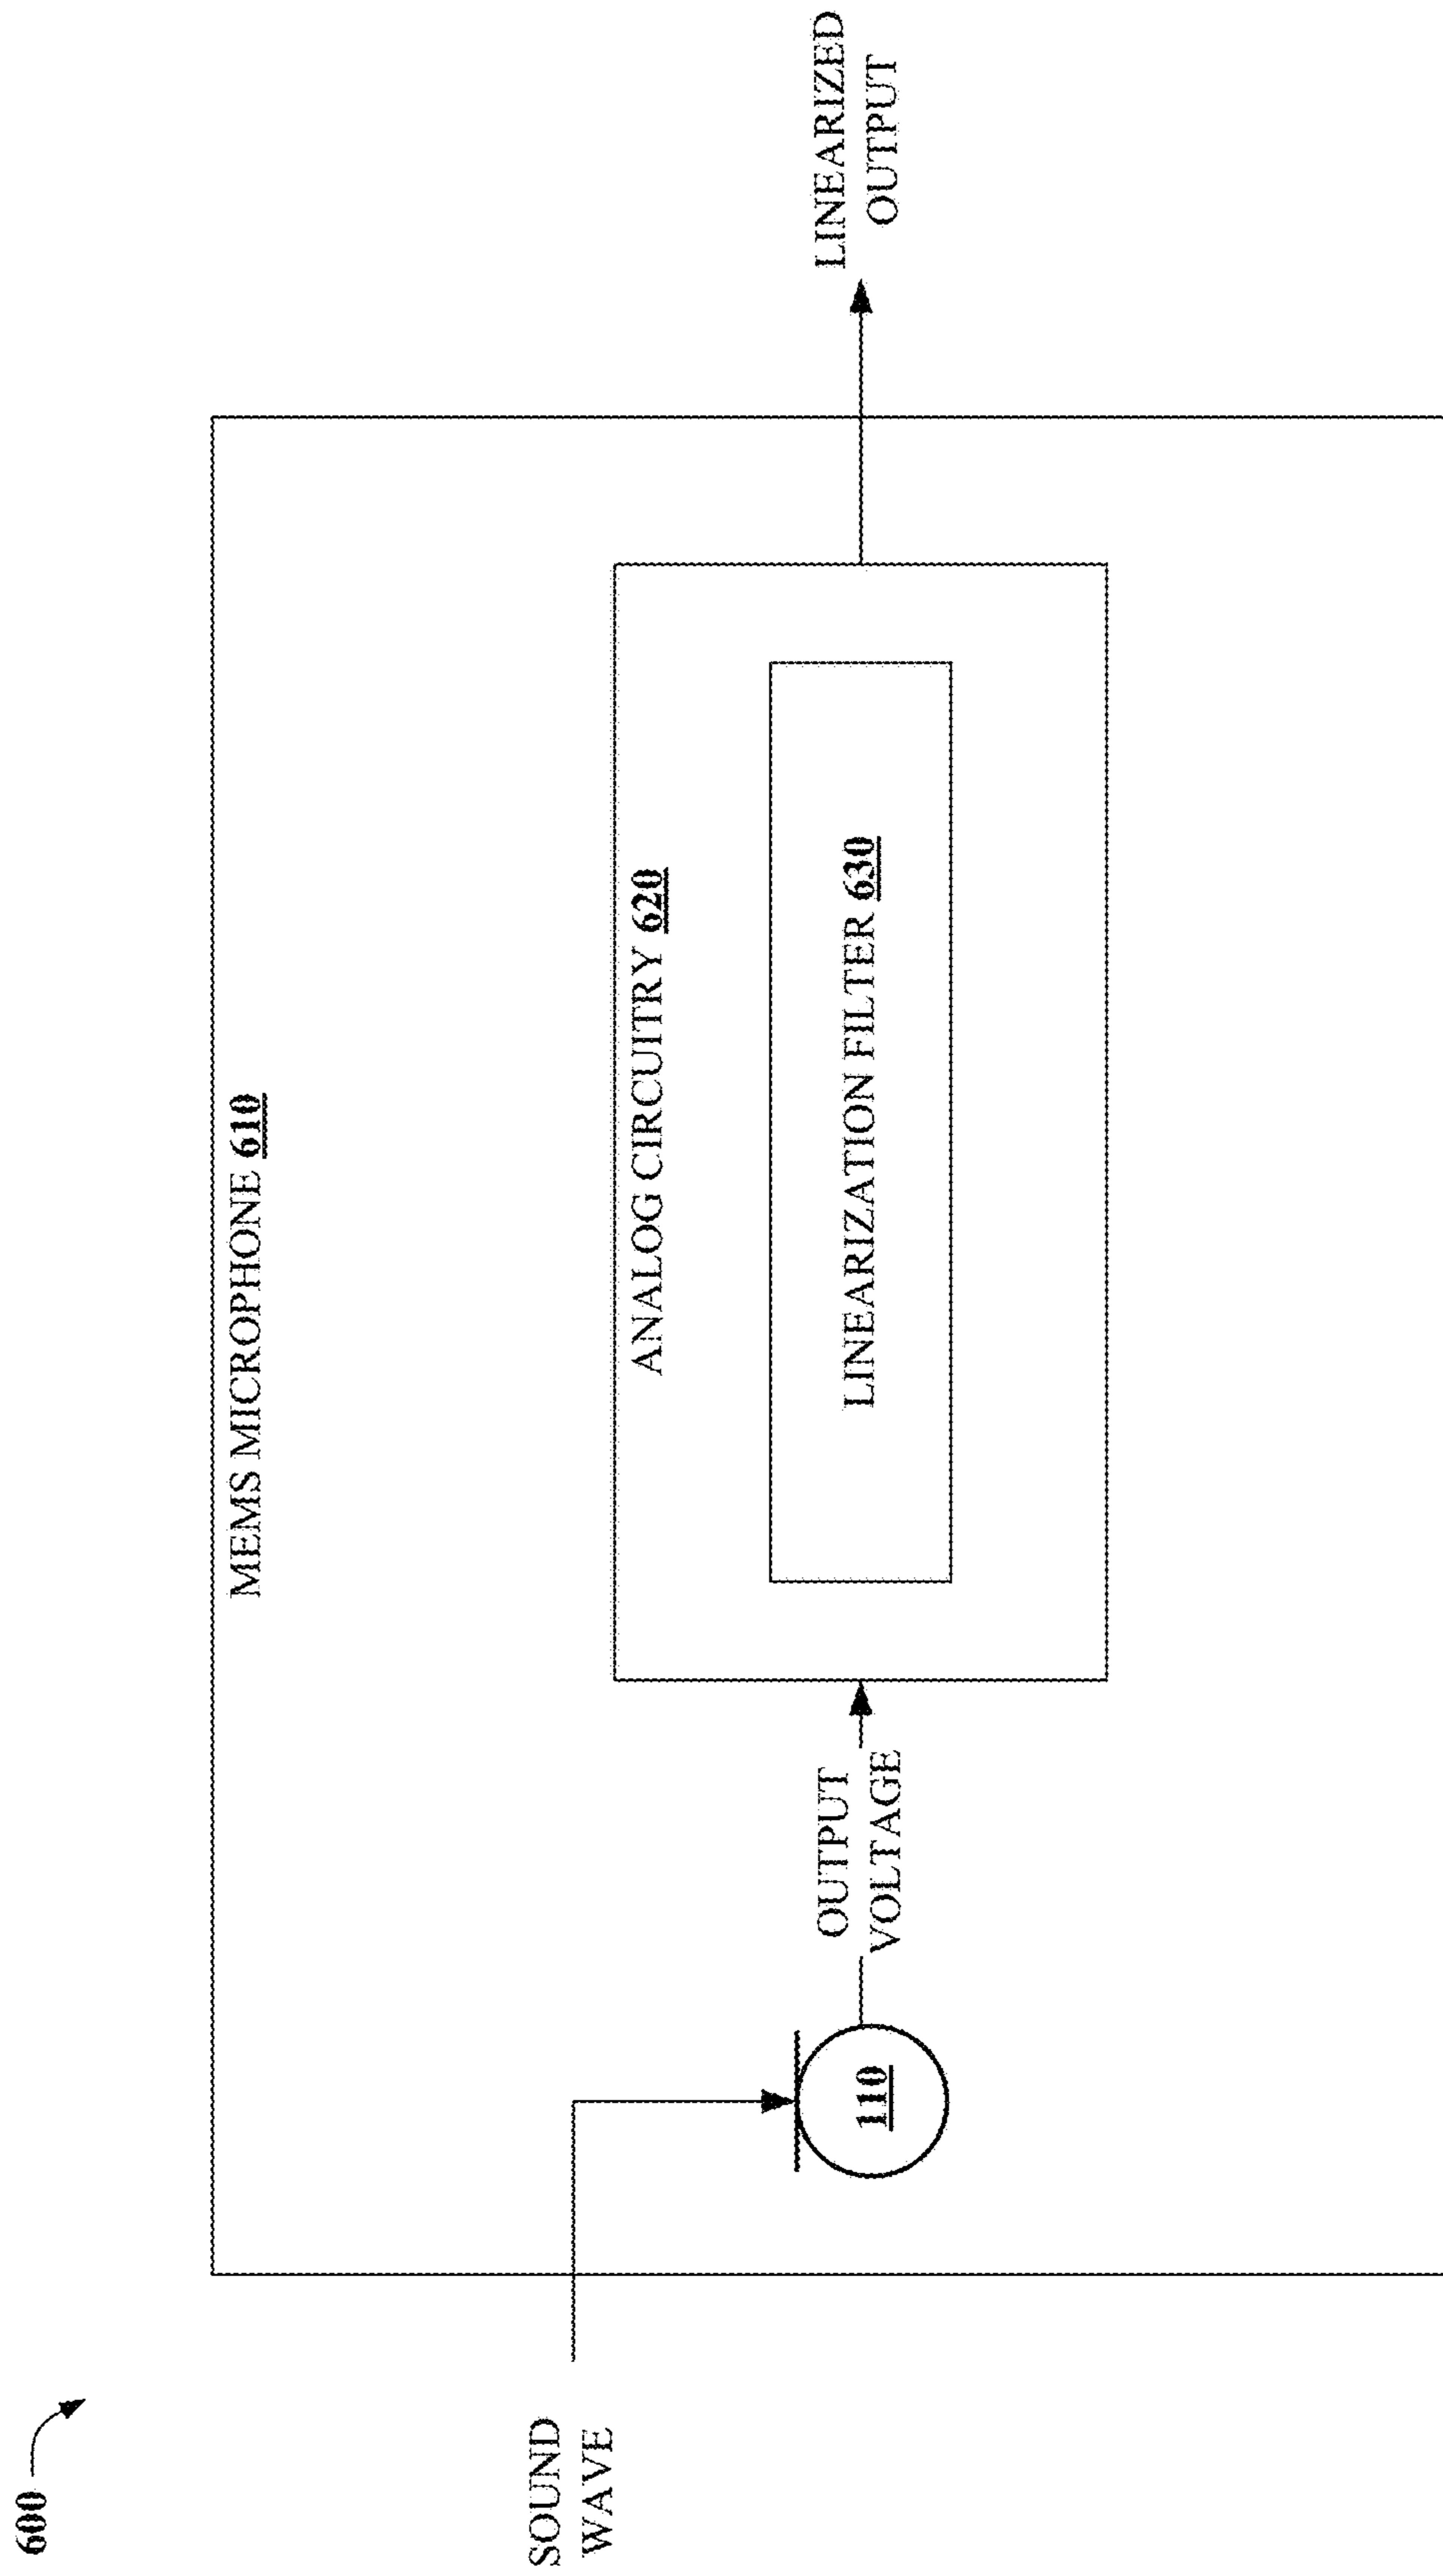 600
MEMS MICROPHONE 610
SOUND
WAVE
ANALOG CIRCUITRY 620
110
OUTPUT
VOLTAGE
LINEARIZATION FILTER 630
LINEARIZED
OUTPUT